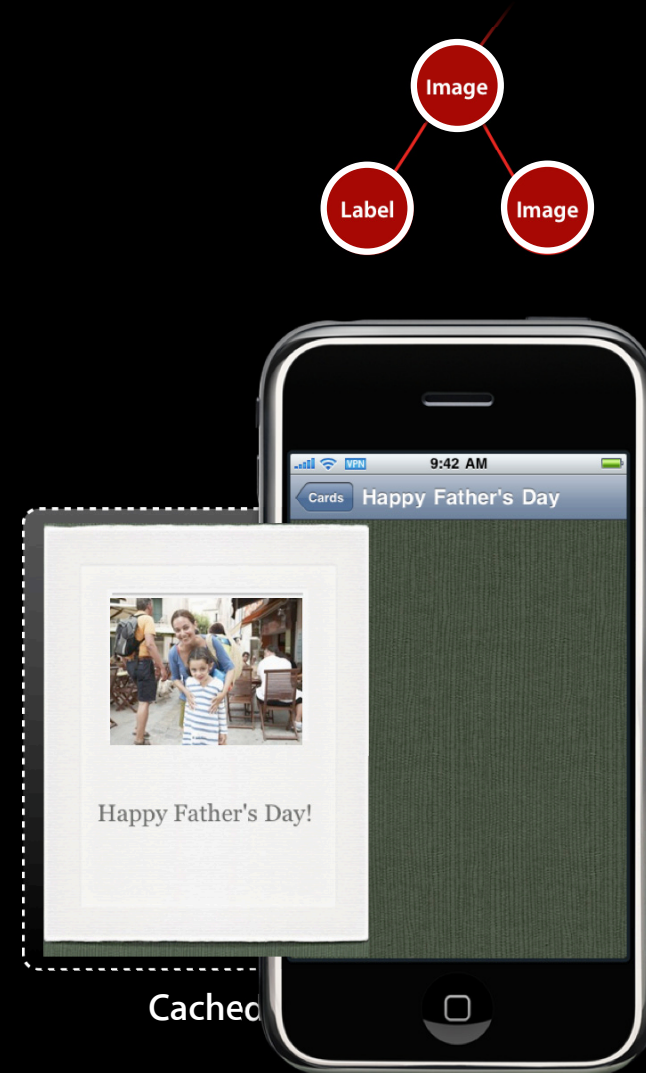 Image
Label
Image
VPN
9:42 AM
Cards
Happy Father's Day
Happy Father's Day!
Cached